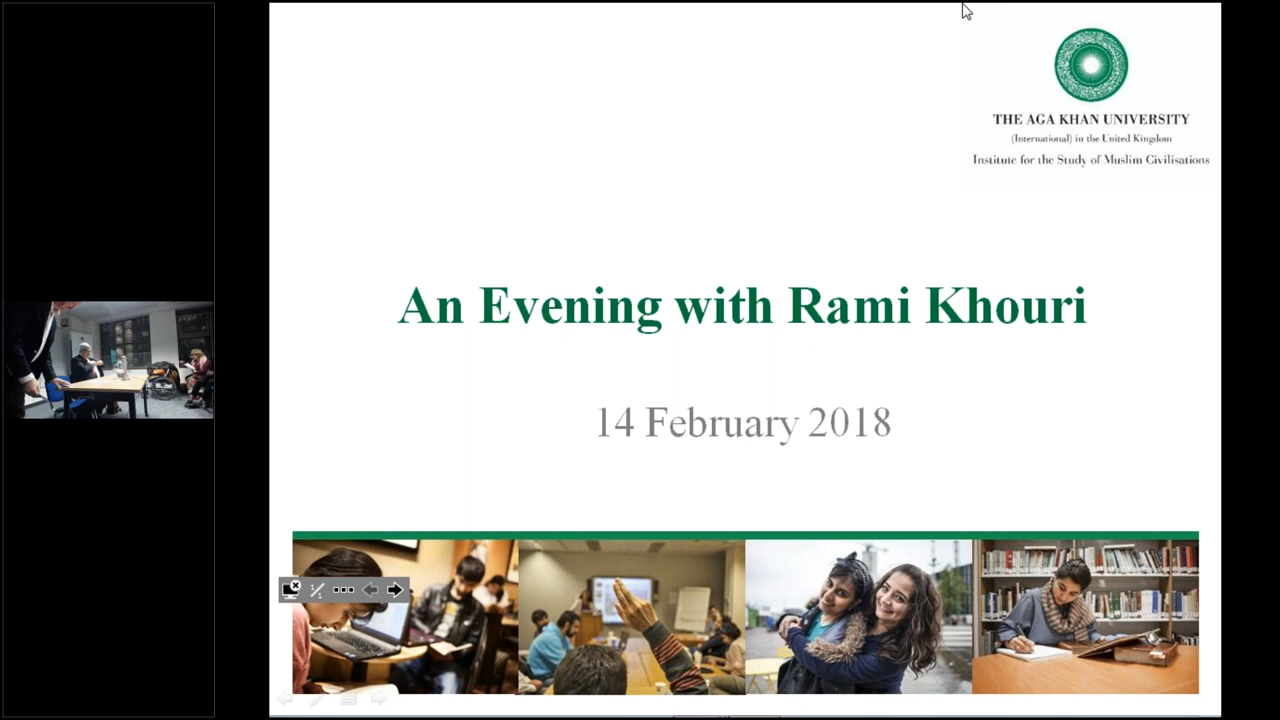 THE AGA KHAN UNIVERSITY
(International) in the United Kingdom
Institute for the Study of Muslim Civilisations
An Evening with Rami Khouri
14 February 2018